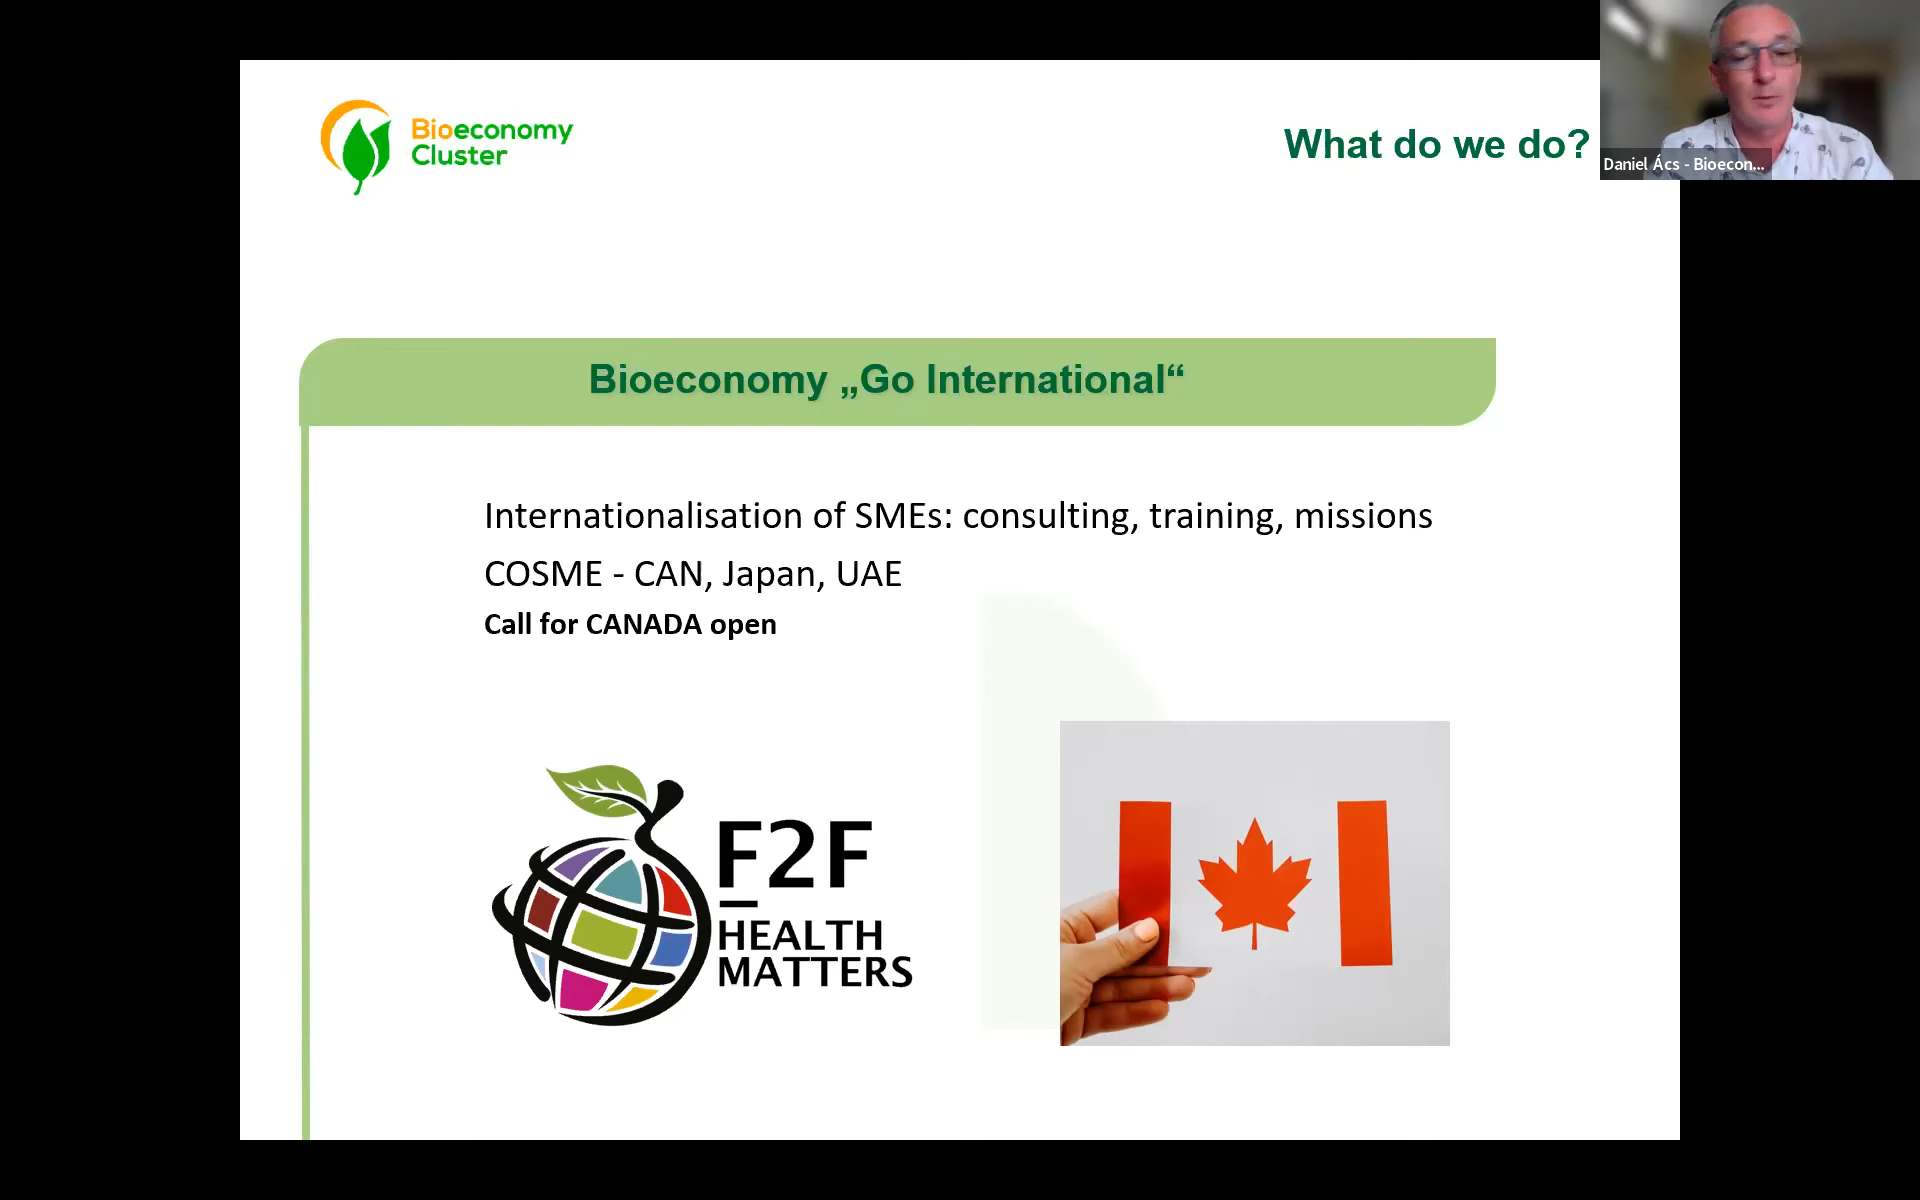 Bioeconomy
Cluster
What do we do?
Daniel Ács - Bioecon...
Bioeconomy „Go International“
Internationalisation of SMEs: consulting, training, missions
COSME - CAN, Japan, UAE
Call for CANADA open
F2F
HEALTH
MATTERS